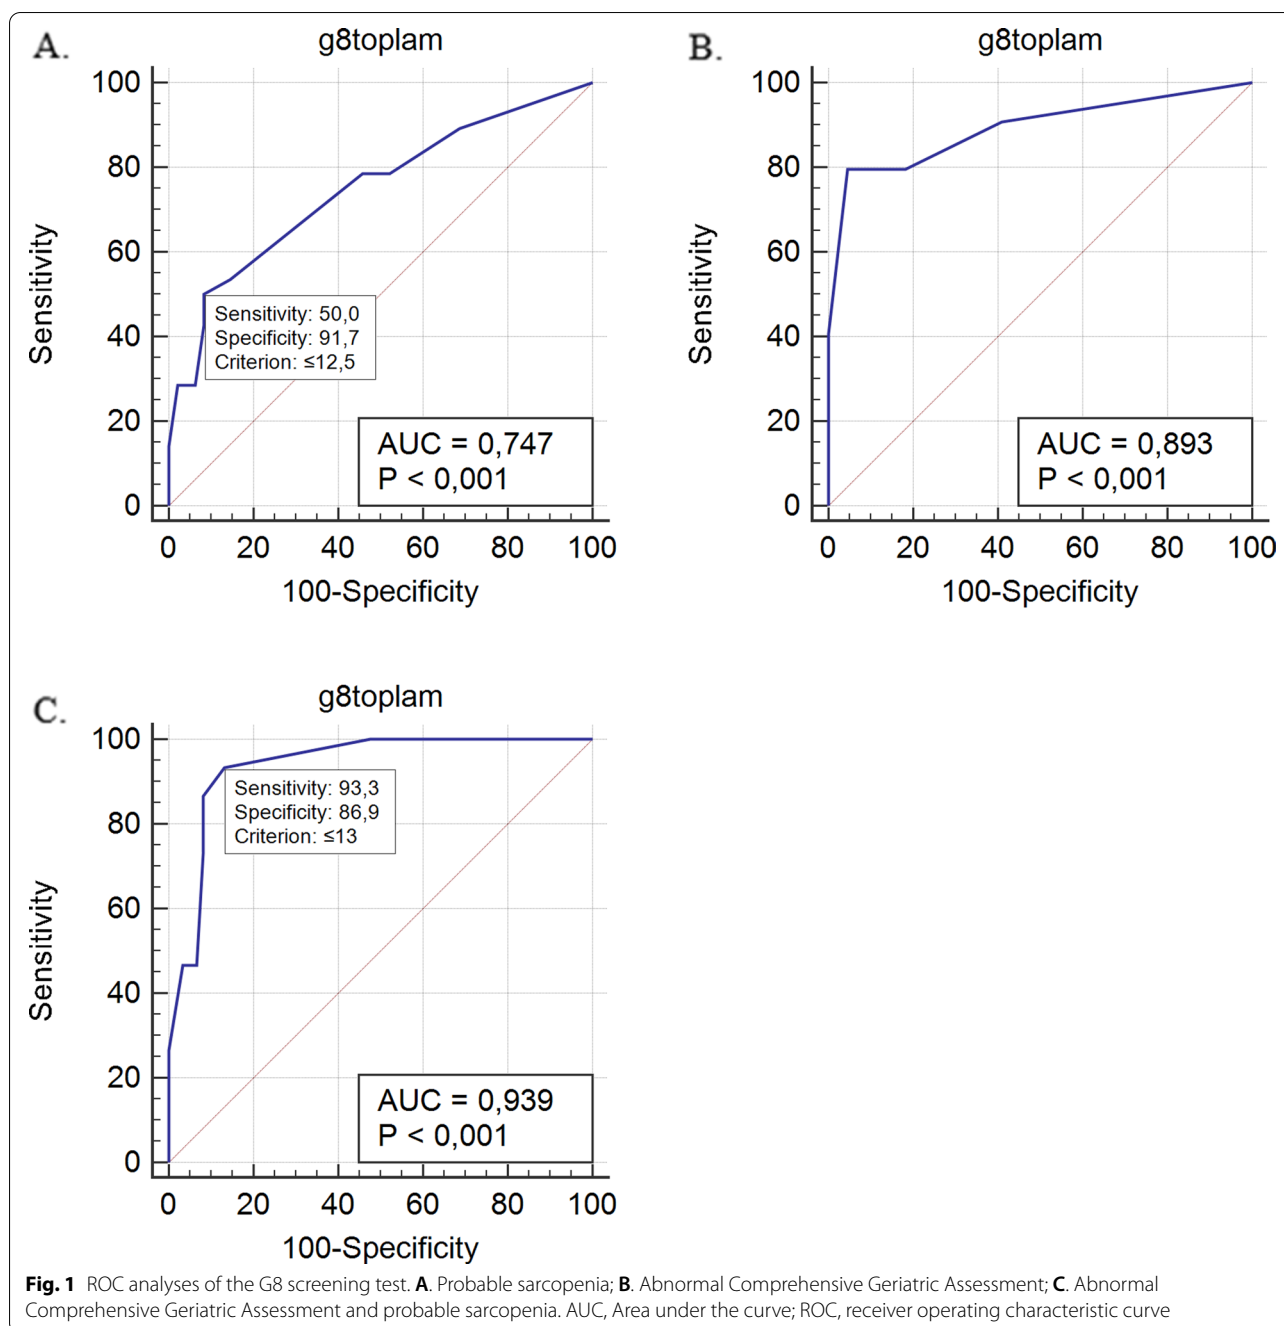 A.
g8toplam
100
80
60
40
20
0
Sensitivity
Sensitivity: 50,0
Specificity: 91,7
Criterion: ≤12,5
AUC = 0,747
P < 0,001
0 20 40 60 80 100
100-Specificity
B.
g8toplam
100
80
60
40
20
0
Sensitivity
AUC = 0,893
P < 0,001
0 20 40 60 80 100
100-Specificity
C.
g8toplam
100
80
60
40
20
0
Sensitivity
Sensitivity: 93,3
Specificity: 86,9
Criterion: ≤13
AUC = 0,939
P < 0,001
0 20 40 60 80 100
100-Specificity
Fig. 1 ROC analyses of the G8 screening test. A. Probable sarcopenia; B. Abnormal Comprehensive Geriatric Assessment; C. Abnormal
Comprehensive Geriatric Assessment and probable sarcopenia. AUC, Area under the curve; ROC, receiver operating characteristic curve